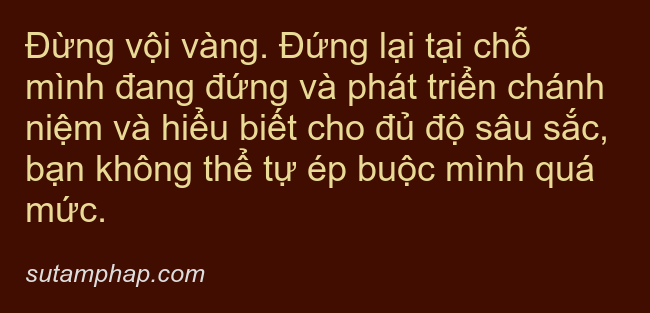 Đừng vội vàng. Đứng lại tại chỗ
mình đang đứng và phát triển chánh
niệm và hiểu biết cho đủ độ sâu sắc,
bạn không thể tự ép buộc mình quá
mức.
sutamphap.com